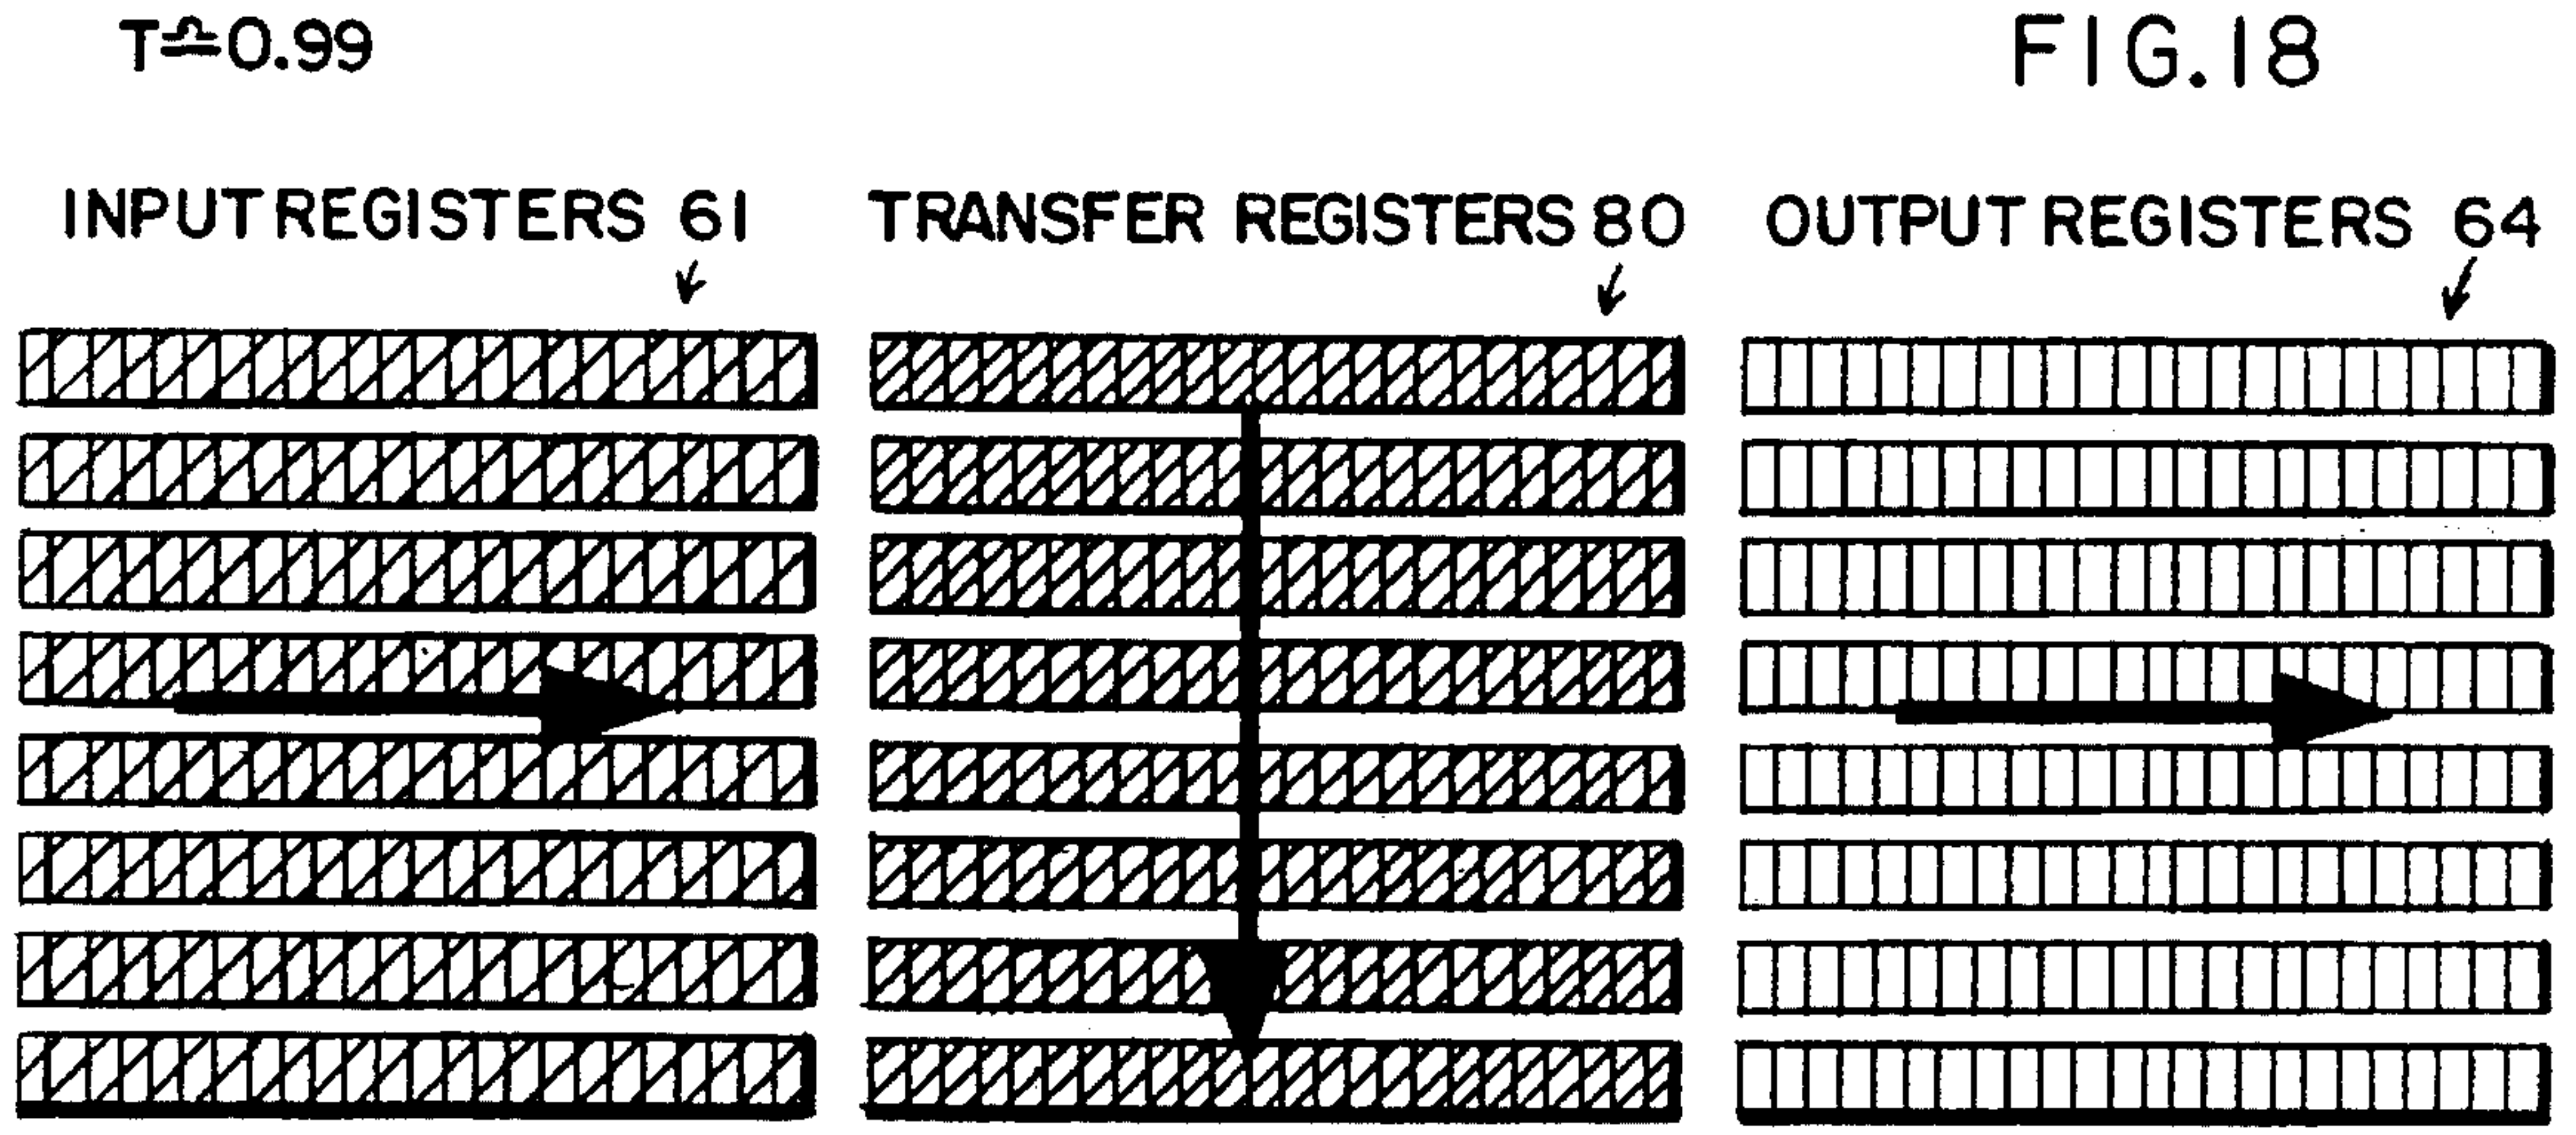 T≏0.99
FIG.18
INPUT REGISTERS 61
TRANSFER REGISTERS 80
OUTPUT REGISTERS 64